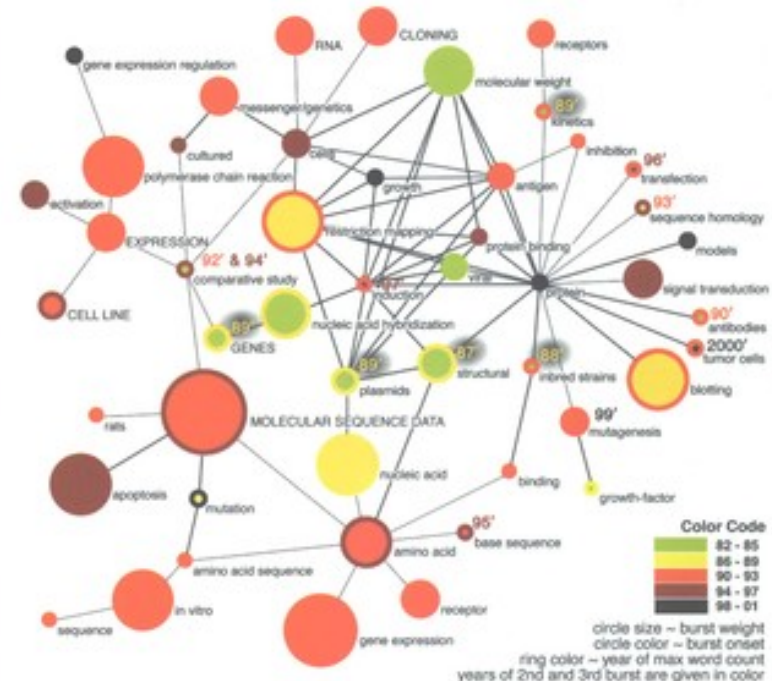 RNA
CLONING
receptors
gene expression regulation
molecular weight
messenger/genetics
89'
kinetics
cultured
cells
inhibition
96'
transfection
polymerase chain reaction
growth
antigen
activation
93'
sequence homology
restriction mapping
EXPRESSION
protein binding
models
92' & 94'
comparative study
viral
97'
induction
protein
signal transduction
CELL LINE
nucleic acid hybridization
89'
GENES
90'
antibodies
2000'
tumor cells
89'
plasmids
87'
structural
88'
inbred strains
blotting
rats
MOLECULAR SEQUENCE DATA
99'
mutagenesis
nucleic acid
apoptosis
mutation
binding
growth-factor
95'
base sequence
amino acid
amino acid sequence
in vitro
receptor
sequence
gene expression
Color Code
82 - 85
86 - 89
90 - 93
94 - 97
98 - 01
circle size ~ burst weight
circle color ~ burst onset
ring color ~ year of max word count
years of 2nd and 3rd burst are given in color